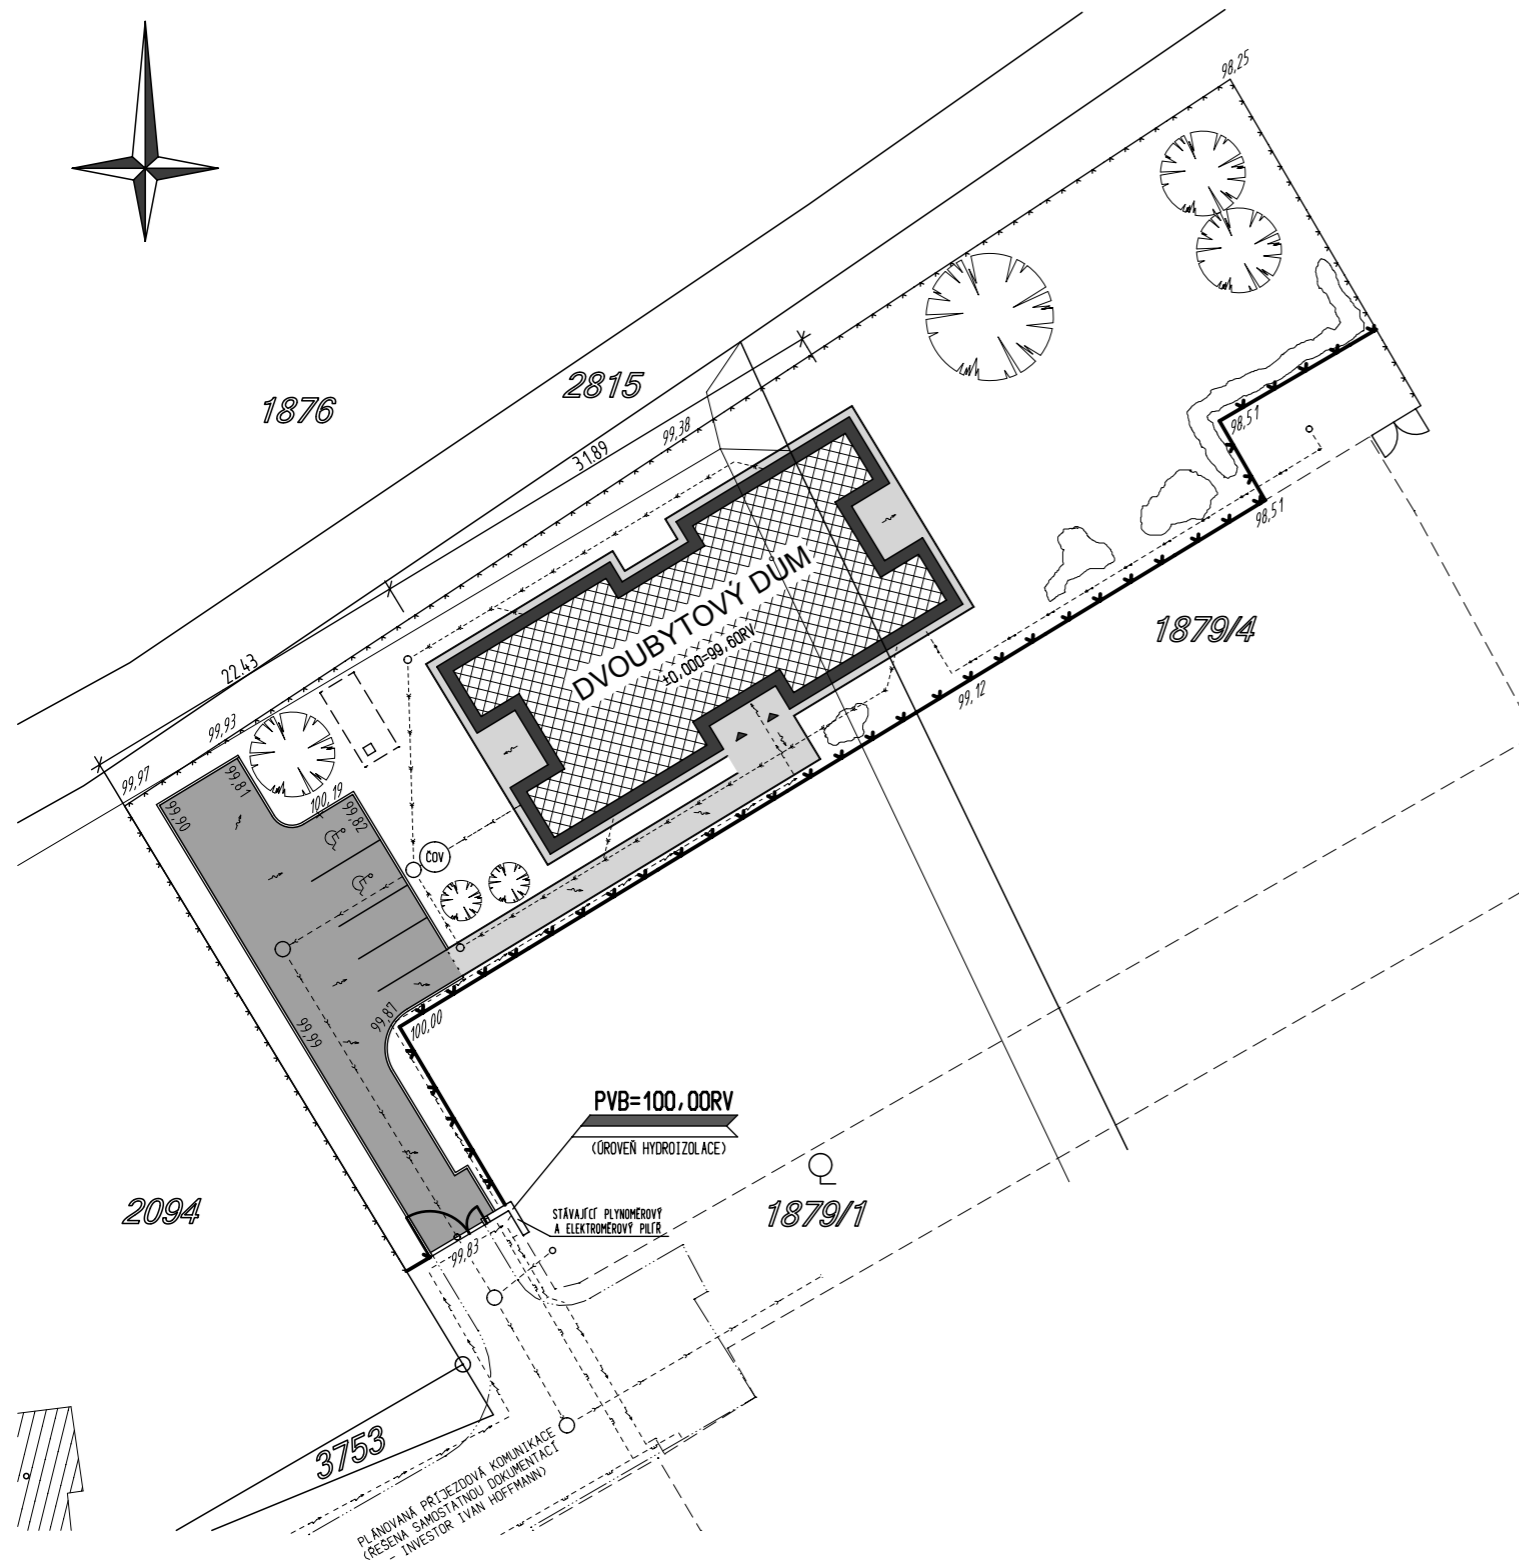 98,25
2815
1876
99,38
31.89
98,51
98,51
22.43
DVOUBYTOVÝ DŮM
±0,000=99,60RV
1879/4
99,12
99,93
99,97
99,81
100,19
99,82
99,90
ČOV
99,87
100,00
99,99
PVB=100,00RV
(ÚROVEŇ HYDROIZOLACE)
2094
1879/1
STÁVAJÍCÍ PLYNOMĚROVÝ
A ELEKTROMĚROVÝ PILÍŘ
99,83
3753
PLÁNOVANÁ PŘÍJEZDOVÁ KOMUNIKACE
(ŘEŠENA SAMOSTATNOU DOKUMENTACÍ
- INVESTOR IVAN HOFFMANN)